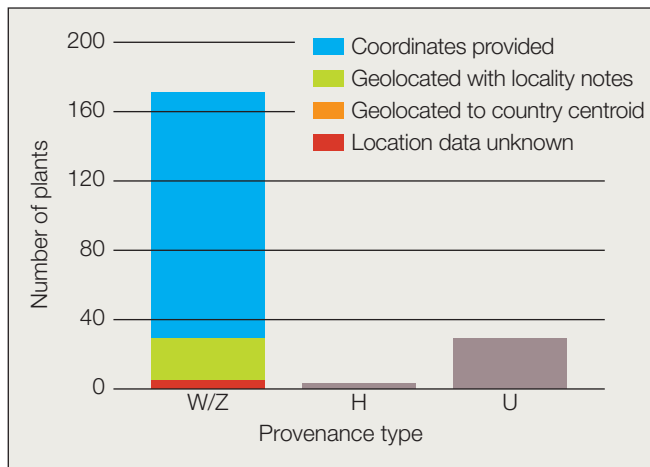 200
160
120
80
40
0
Number of plants
Coordinates provided
Geolocated with locality notes
Geolocated to country centroid
Location data unknown
W/Z H U
Provenance type